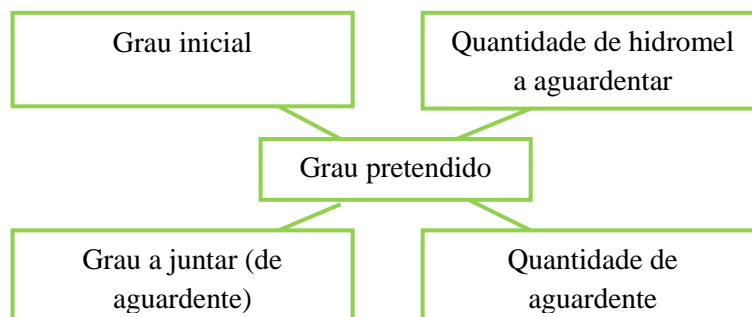 Grau inicial
Quantidade de hidromel
a aguardentar
Grau pretendido
Grau a juntar (de
aguardente)
Quantidade de
aguardente